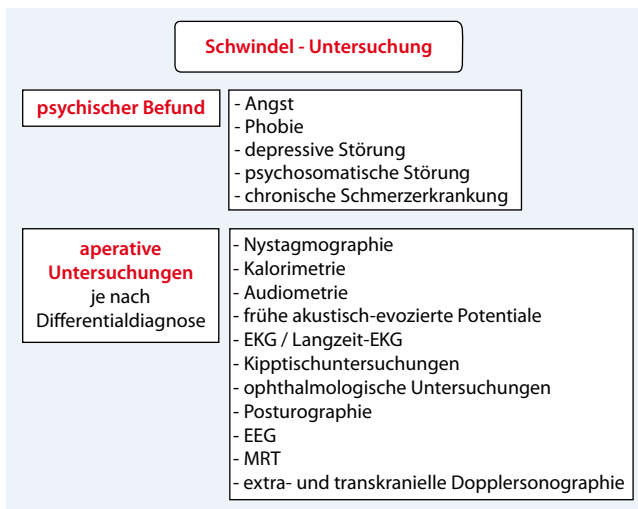 Schwindel - Untersuchung
psychischer Befund
- Angst
- Phobie
- depressive Störung
- psychosomatische Störung
- chronische Schmerzerkrankung
aperative
Untersuchungen
je nach
Differentialdiagnose
- Nystagmographie
- Kalorimetrie
- Audiometrie
- frühe akustisch-evozierte Potentiale
- EKG / Langzeit-EKG
- Kipptischuntersuchungen
- ophthalmologische Untersuchungen
- Posturographie
- EEG
- MRT
- extra- und transkranielle Dopplersonographie